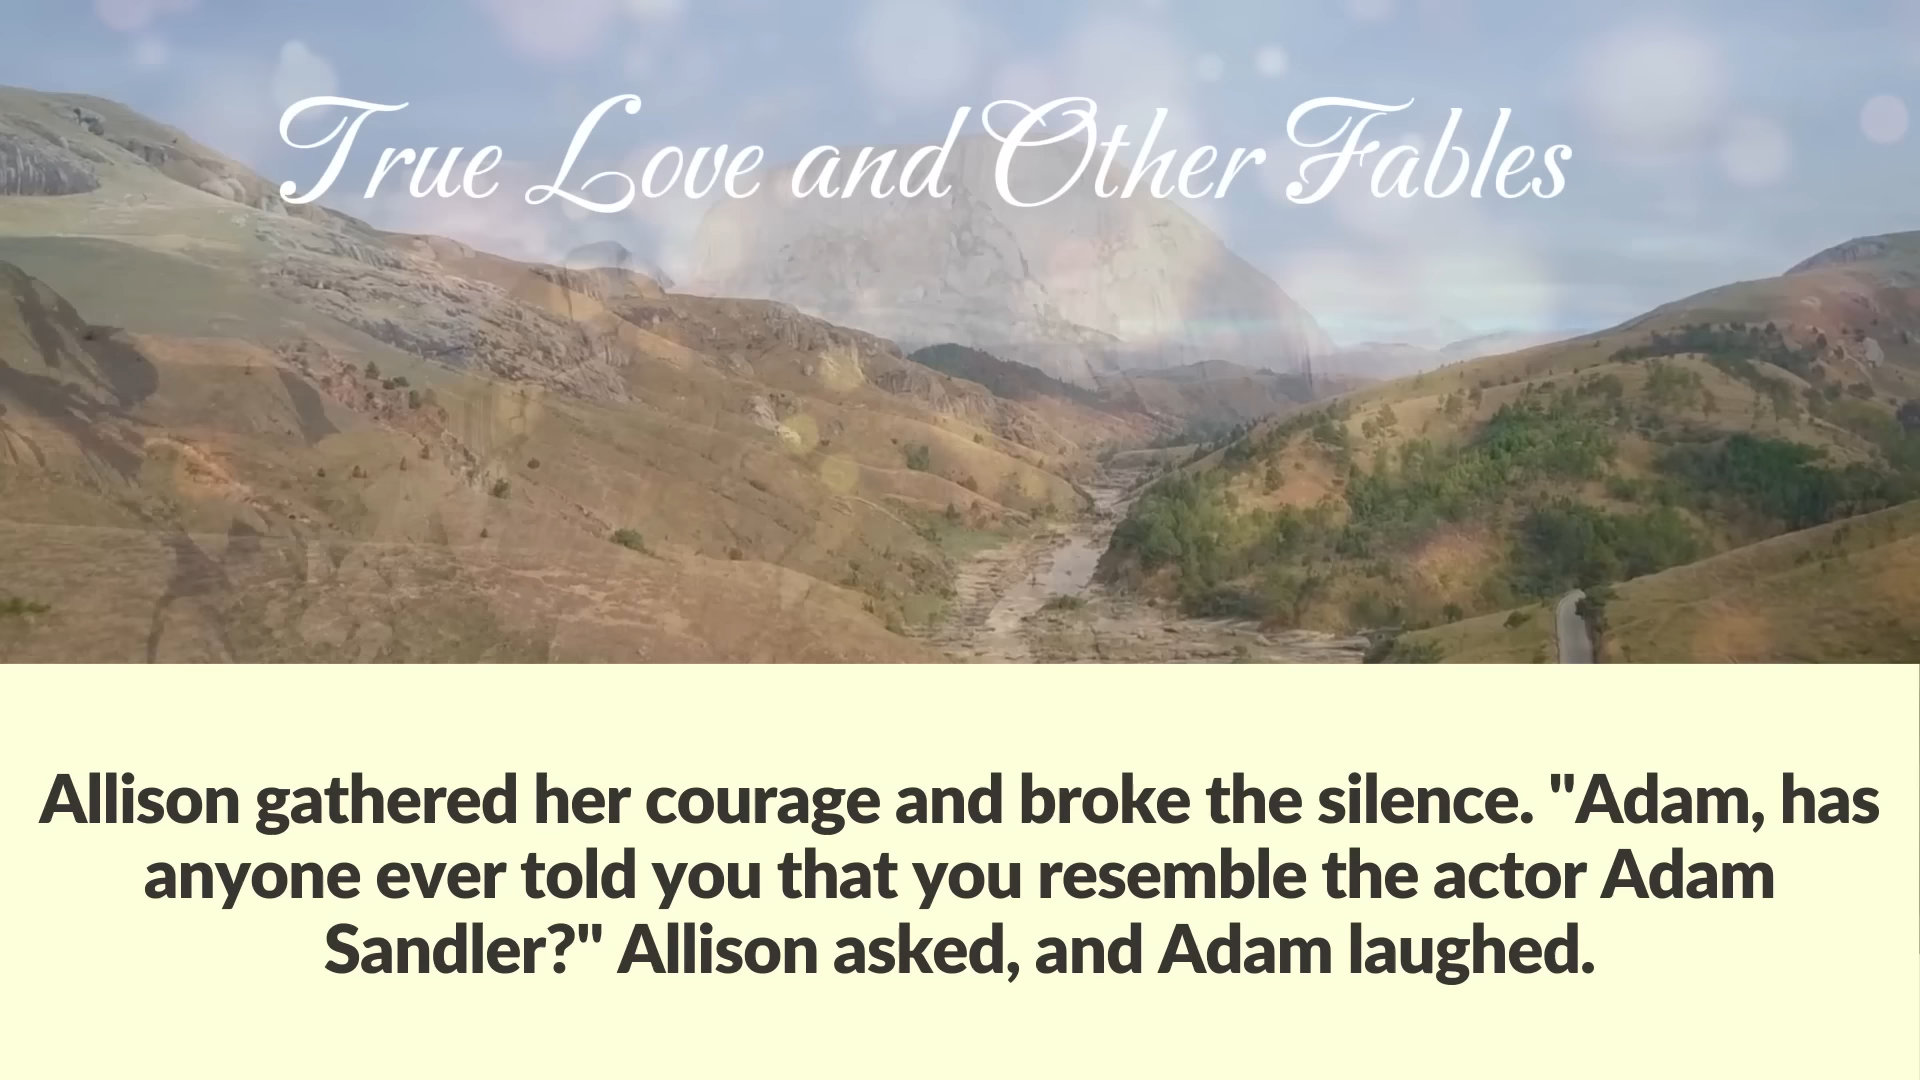 True Love and Other Fables
Allison gathered her courage and broke the silence. "Adam, has
anyone ever told you that you resemble the actor Adam
Sandler?" Allison asked, and Adam laughed.